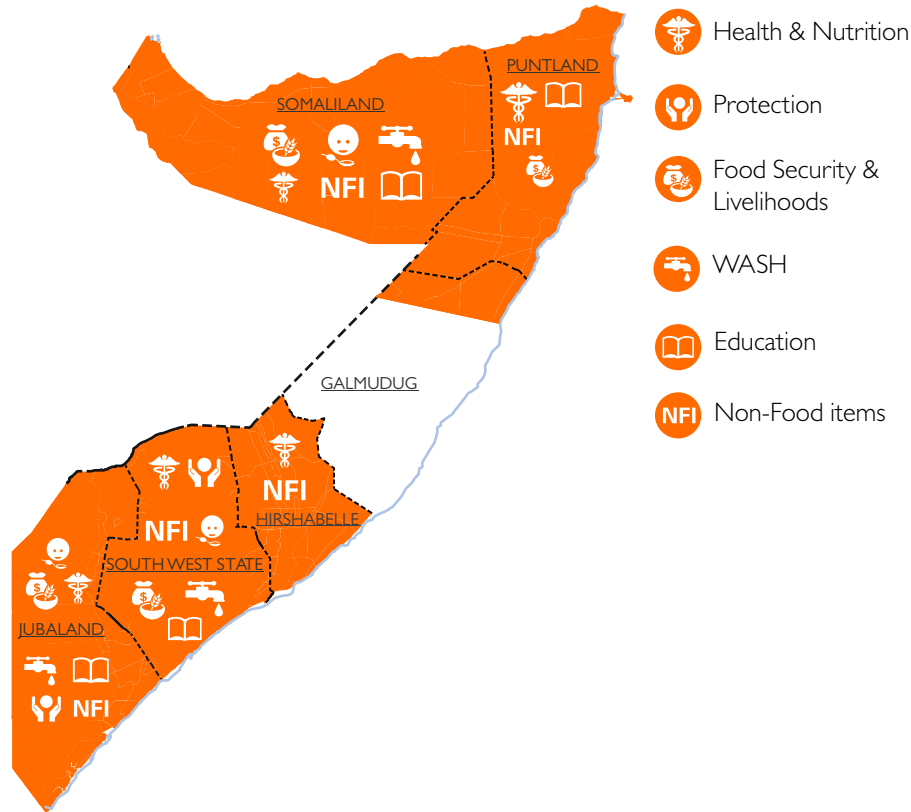 Health & Nutrition
PUNTLAND
SOMALILAND
Protection
NFI
$
Food Security &
Livelihoods
NFI
WASH
Education
GALMUDUG
NFI Non-Food items
NFI
NFI
HIRSHABELLE
SOUTH WEST STATE
$
$
JUBALAND
NFI
$